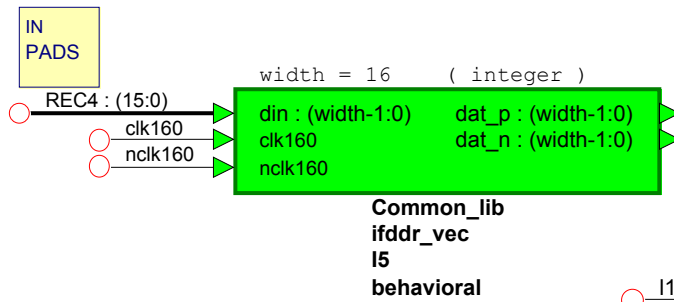 IN
PADS
width = 16 ( integer )
REC4 : (15:0)
din : (width-1:0) dat_p : (width-1:0)
clk160
clk160 dat_n : (width-1:0)
nclk160
nclk160
Common_lib
ifddr_vec
I5
behavioral
I1